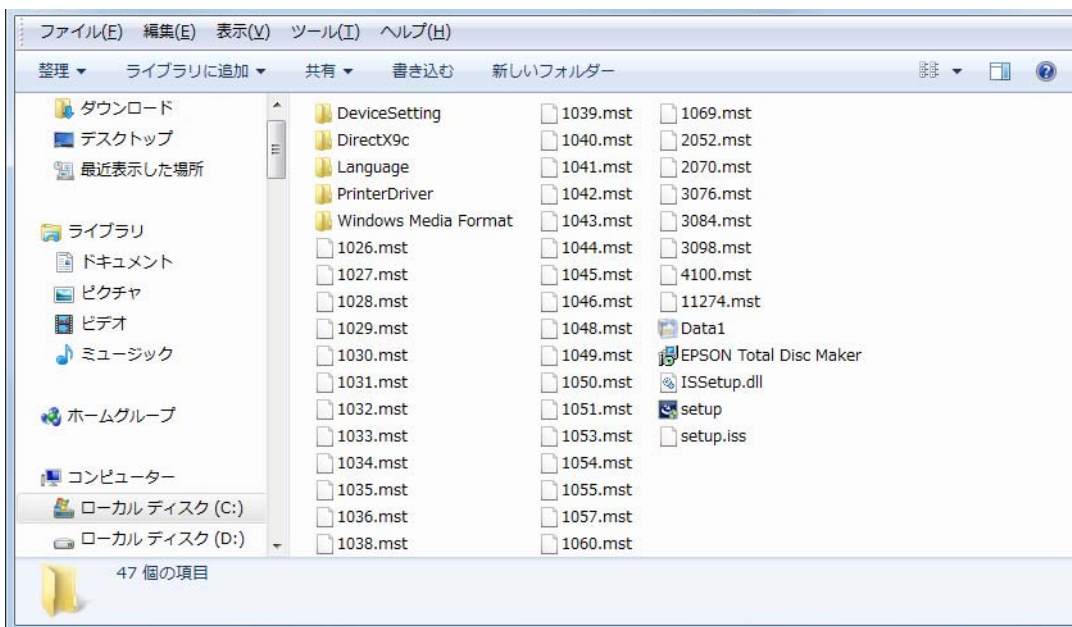 ファイル(F) 編集(E) 表示(V) ツール(T) ヘルプ(H)
整理 ライブラリに追加 共有 書き込む 新しいフォルダー
ダウンロード
デスクトップ
最近表示した場所
ライブラリ
ドキュメント
ピクチャ
ビデオ
ミュージック
ホームグループ
コンピューター
ローカル ディスク (C:)
ローカル ディスク (D:)
DeviceSetting
DirectX9c
Language
PrinterDriver
Windows Media Format
1026.mst
1027.mst
1028.mst
1029.mst
1030.mst
1031.mst
1032.mst
1033.mst
1034.mst
1035.mst
1036.mst
1038.mst
1039.mst
1040.mst
1041.mst
1042.mst
1043.mst
1044.mst
1045.mst
1046.mst
1048.mst
1049.mst
1050.mst
1051.mst
1053.mst
1054.mst
1055.mst
1057.mst
1060.mst
1069.mst
2052.mst
2070.mst
3076.mst
3084.mst
3098.mst
4100.mst
11274.mst
Data1
EPSON Total Disc Maker
ISSetup.dll
setup
setup.iss
47 個の項目